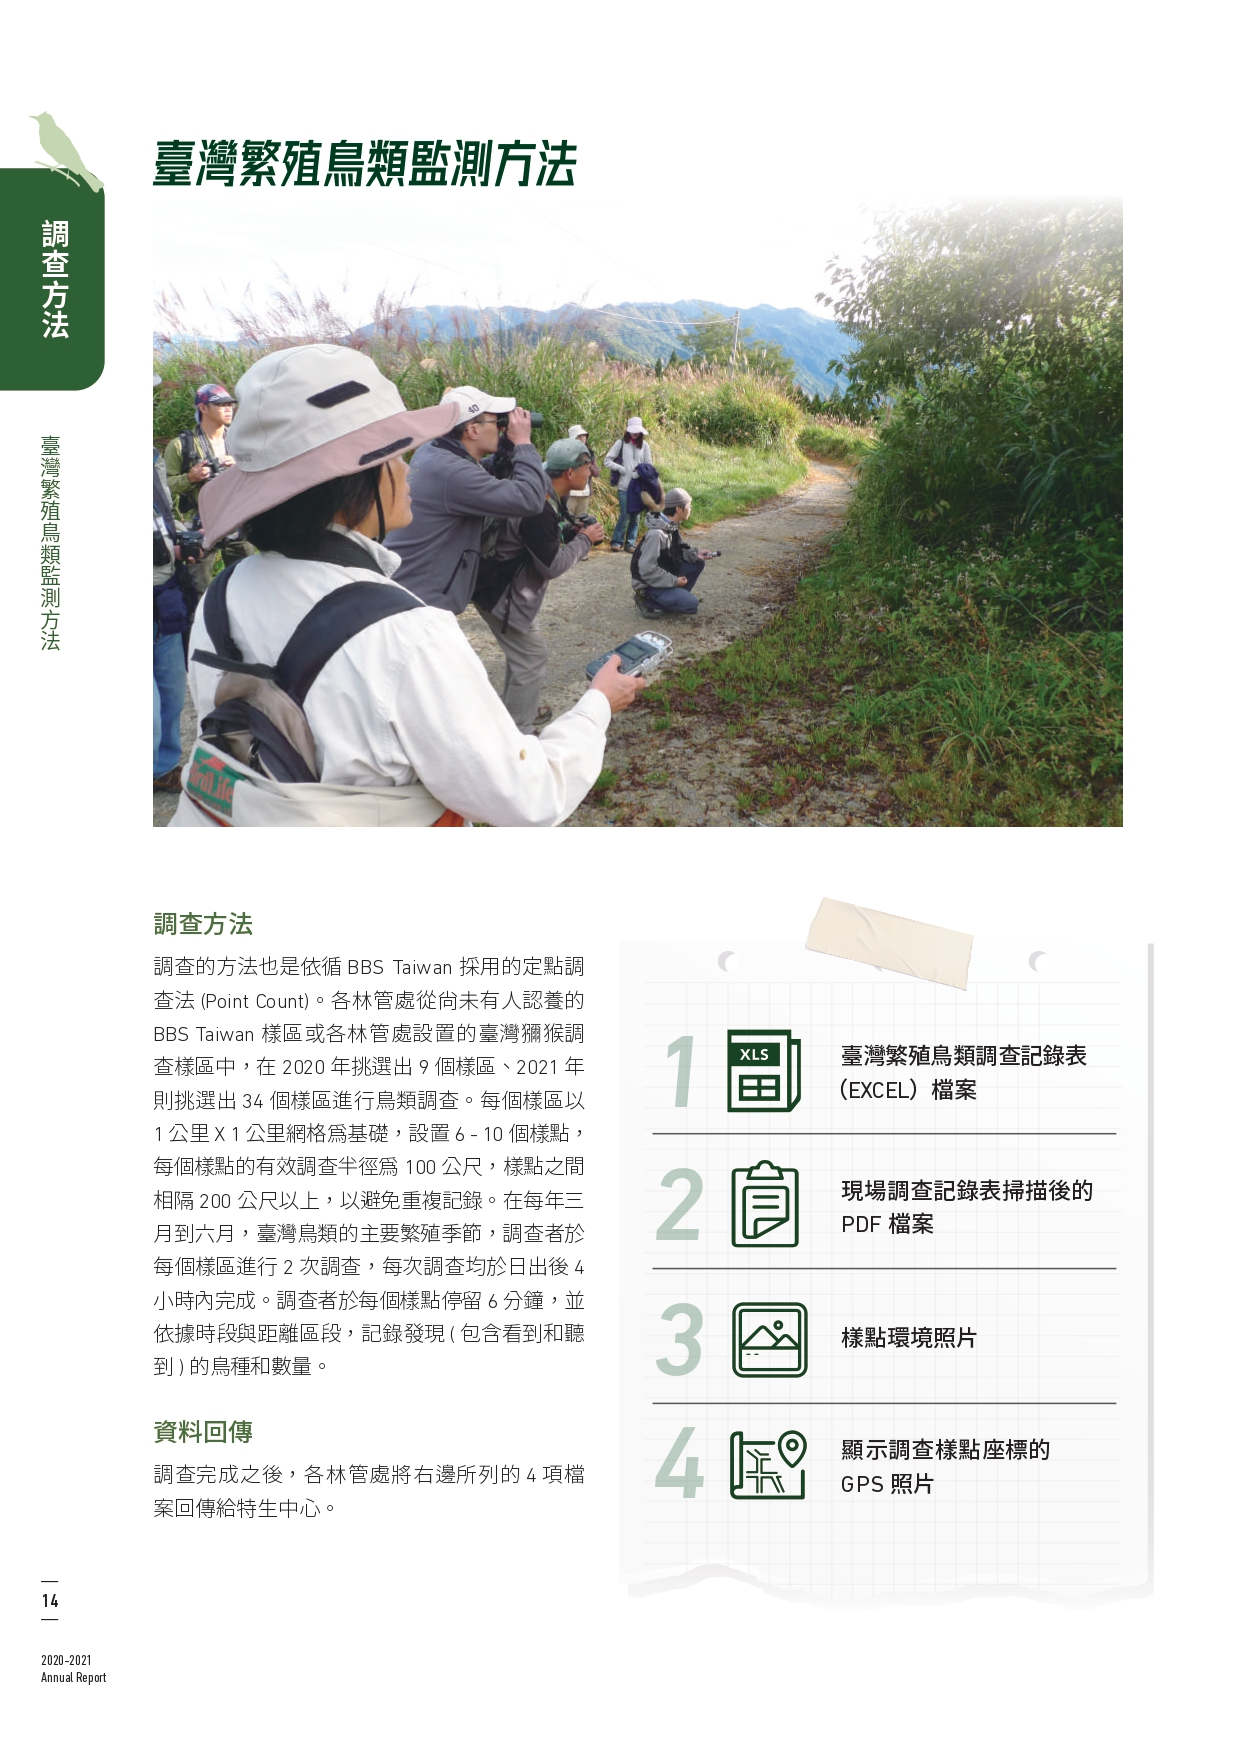 臺灣繁殖鳥類監測方法
調查方法
臺灣繁殖鳥類監測方法
40
調查方法
調查的方法也是依循 BBS Taiwan 採用的定點調
查法 (Point Count)。各林管處從尚未有人認養的
BBS Taiwan 樣區或各林管處設置的臺灣獼猴調
查樣區中，在 2020 年挑選出 9 個樣區、2021 年
則挑選出 34 個樣區進行鳥類調查。每個樣區以
1 公里 X 1 公里網格為基礎，設置 6 - 10 個樣點，
每個樣點的有效調查半徑為 100 公尺，樣點之間
相隔 200 公尺以上，以避免重複記錄。在每年三
月到六月，臺灣鳥類的主要繁殖季節，調查者於
每個樣區進行 2 次調查，每次調查均於日出後 4
小時內完成。調查者於每個樣點停留 6 分鐘，並
依據時段與距離區段，記錄發現 ( 包含看到和聽
到 ) 的鳥種和數量。
資料回傳
調查完成之後，各林管處將右邊所列的 4 項檔
案回傳給特生中心。
1
XLS
臺灣繁殖鳥類調查記錄表
（EXCEL）檔案
2
現場調查記錄表掃描後的
PDF 檔案
3
樣點環境照片
4
顯示調查樣點座標的
GPS 照片
14
2020-2021
Annual Report